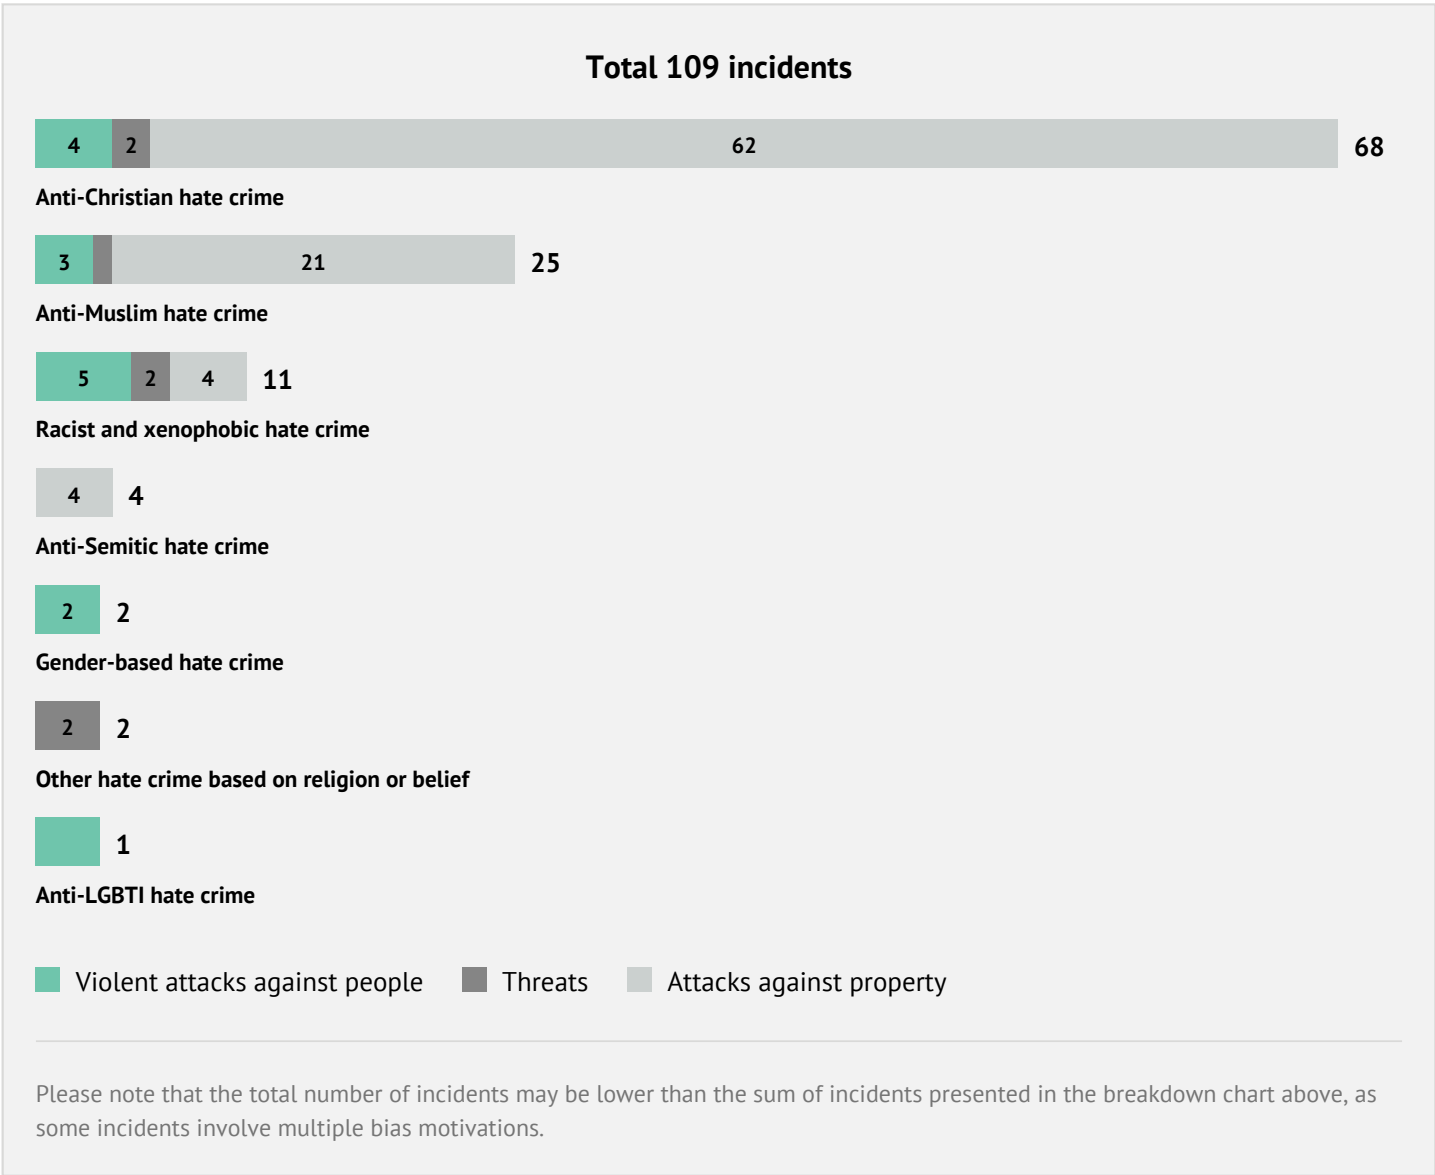 Total 109 incidents
4 2 62 68
Anti-Christian hate crime
3 21 25
Anti-Muslim hate crime
5 2 4 11
Racist and xenophobic hate crime
4 4
Anti-Semitic hate crime
2 2
Gender-based hate crime
2 2
Other hate crime based on religion or belief
1
Anti-LGBTI hate crime
Violent attacks against people Threats Attacks against property
Please note that the total number of incidents may be lower than the sum of incidents presented in the breakdown chart above, as
some incidents involve multiple bias motivations.